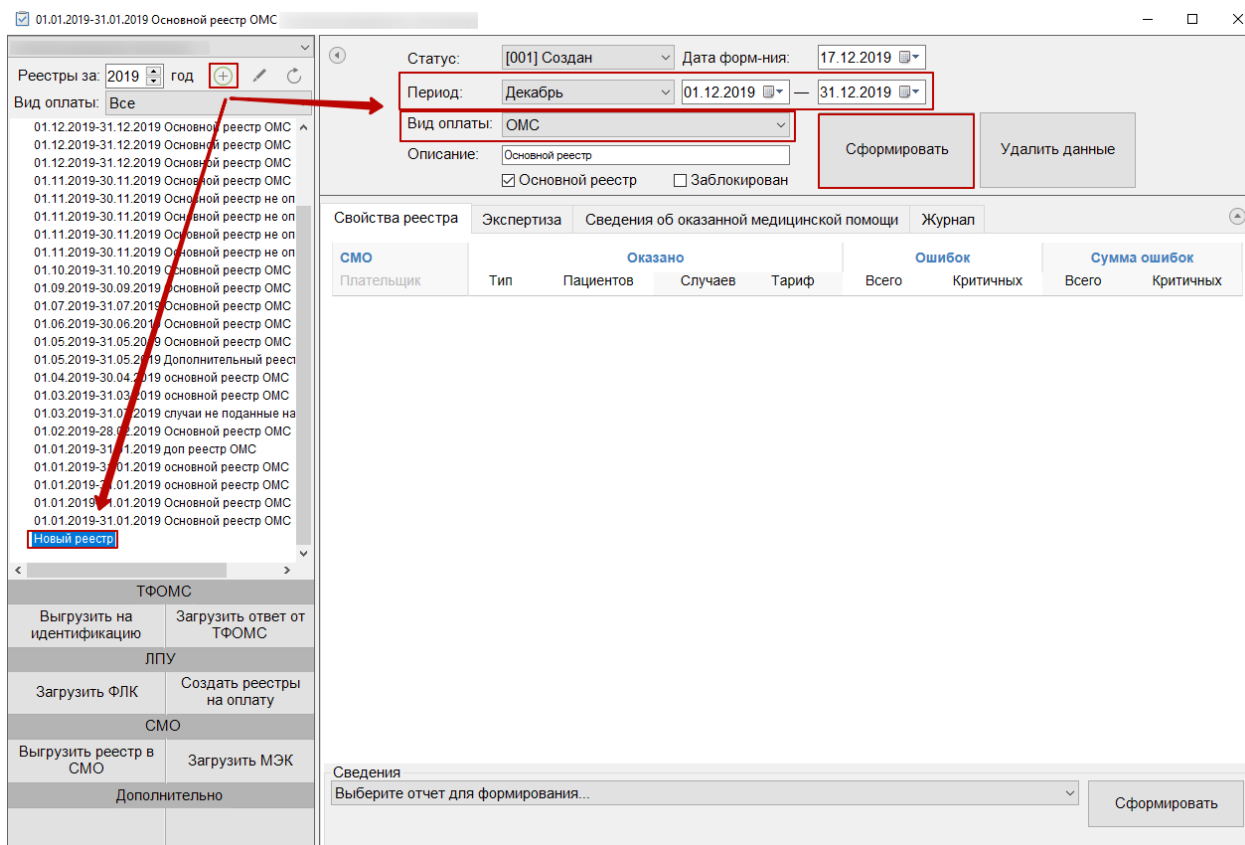 01.01.2019-31.01.2019 Основной реестр ОМС
Реестры за: 2019 год
Вид оплаты: Все
01.12.2019-31.12.2019 Основной реестр ОМС
01.12.2019-31.12.2019 Основной реестр ОМС
01.12.2019-31.12.2019 Основной реестр ОМС
01.11.2019-30.11.2019 Основной реестр ОМС
01.11.2019-30.11.2019 Основной реестр не оп
01.11.2019-30.11.2019 Основной реестр не оп
01.11.2019-30.11.2019 Основной реестр не оп
01.11.2019-30.11.2019 Основной реестр не оп
01.10.2019-31.10.2019 Основной реестр ОМС
01.09.2019-30.09.2019 Основной реестр ОМС
01.07.2019-31.07.2019 Основной реестр ОМС
01.06.2019-30.06.2019 Основной реестр ОМС
01.05.2019-31.05.2019 Основной реестр ОМС
01.05.2019-31.05.2019 Дополнительный реест
01.04.2019-30.04.2019 основной реестр ОМС
01.03.2019-31.03.2019 основной реестр ОМС
01.03.2019-31.07.2019 случаи не поданные на
01.02.2019-28.02.2019 Основной реестр ОМС
01.01.2019-31.01.2019 доп реестр ОМС
01.01.2019-31.01.2019 основной реестр ОМС
01.01.2019-31.01.2019 основной реестр ОМС
01.01.2019-31.01.2019 Основной реестр ОМС
01.01.2019-31.01.2019 Основной реестр ОМС
Новый реестр
ТФОМС
Выгрузить на идентификацию
Загрузить ответ от ТФОМС
ЛПУ
Загрузить ФЛК
Создать реестры на оплату
СМО
Выгрузить реестр в СМО
Загрузить МЭК
Дополнительно
Статус: [001] Создан Дата форм-ния: 17.12.2019
Период: Декабрь 01.12.2019 — 31.12.2019
Вид оплаты: ОМС
Описание: Основной реестр
Основной реестр Заблокирован
Сформировать Удалить данные
Свойства реестра Экспертиза Сведения об оказанной медицинской помощи Журнал
СМО Оказано Ошибок Сумма ошибок
Плательщик Тип Пациентов Случаев Тариф Всего Критичных Всего Критичных
Сведения
Выберите отчет для формирования...
Сформировать